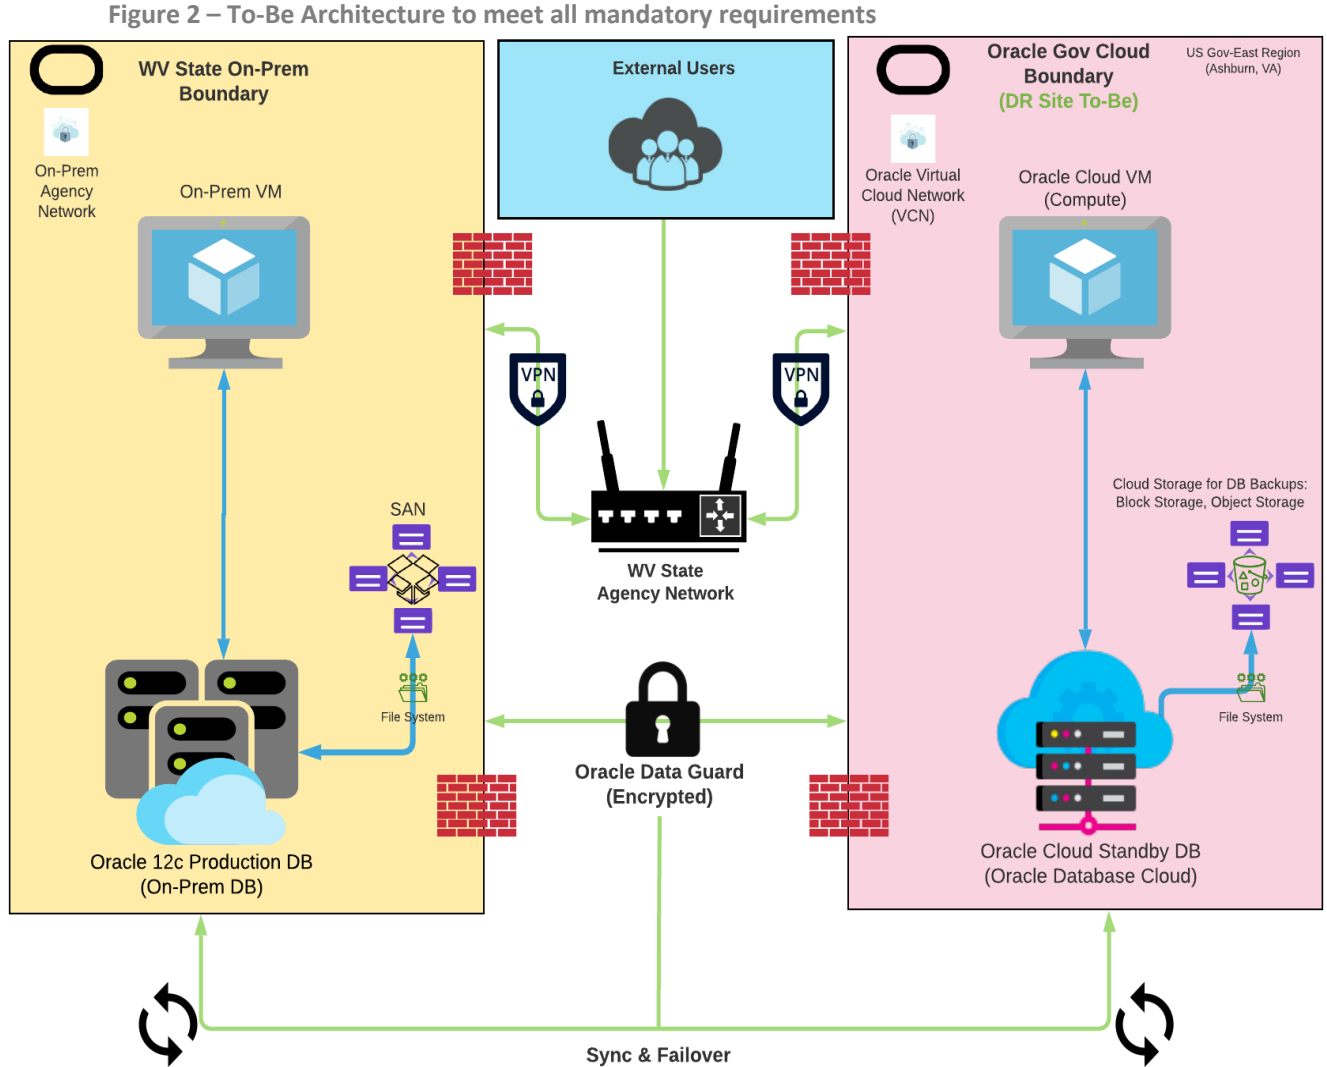 Figure 2 – To-Be Architecture to meet all mandatory requirements
WV State On-Prem
Boundary
On-Prem
Agency
Network
On-Prem VM
SAN
File System
Oracle 12c Production DB
(On-Prem DB)
External Users
VPN
VPN
WV State
Agency Network
Oracle Data Guard
(Encrypted)
Sync & Failover
Oracle Gov Cloud
Boundary
(DR Site To-Be)
US Gov-East Region
(Ashburn, VA)
Oracle Virtual
Cloud Network
(VCN)
Oracle Cloud VM
(Compute)
Cloud Storage for DB Backups:
Block Storage, Object Storage
File System
Oracle Cloud Standby DB
(Oracle Database Cloud)